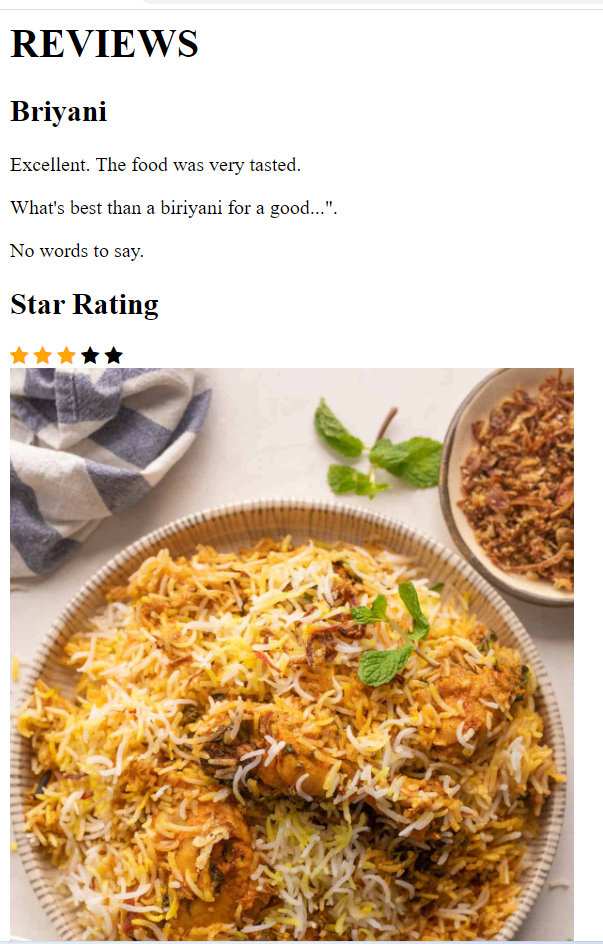 REVIEWS
Briyani
Excellent. The food was very tasted.
What's best than a biriyani for a good...".
No words to say.
Star Rating